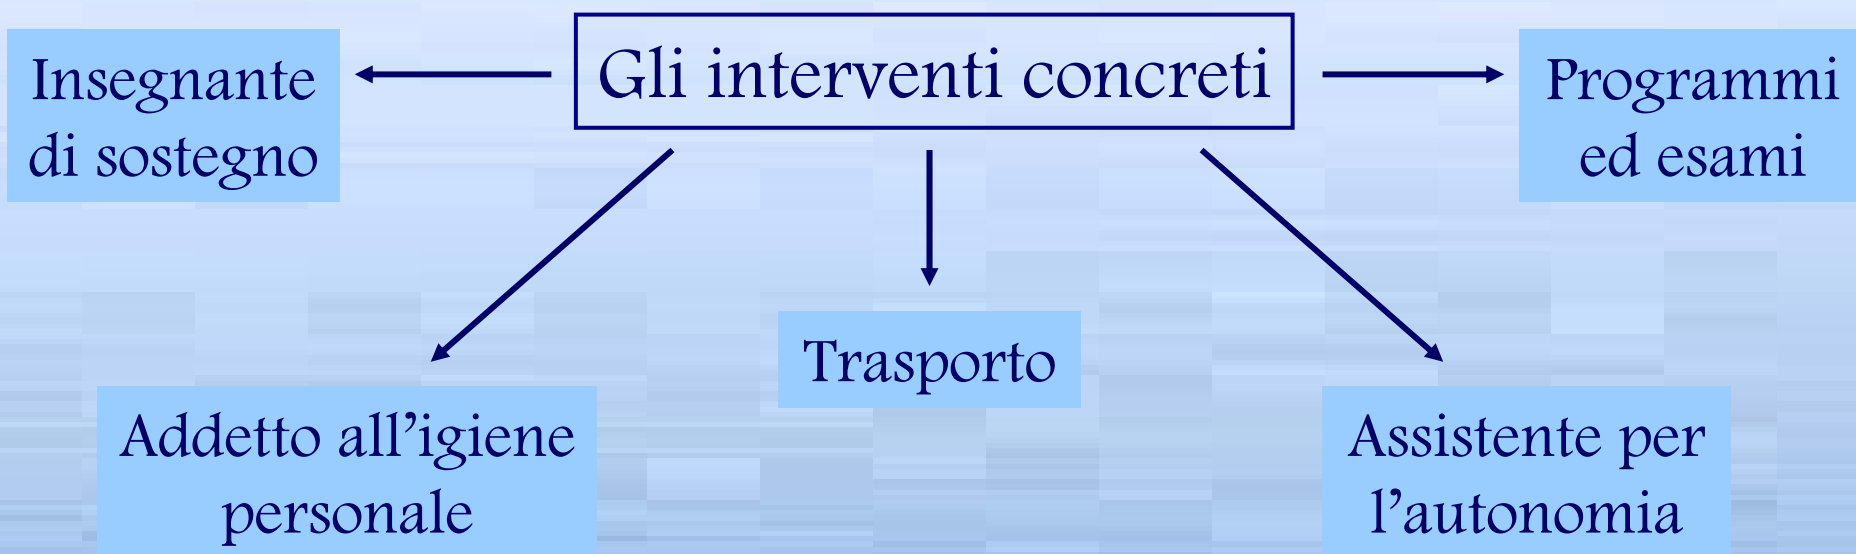 Gli interventi concreti
Insegnante
di sostegno
Programmi
ed esami
Trasporto
Addetto all’igiene
personale
Assistente per
l’autonomia